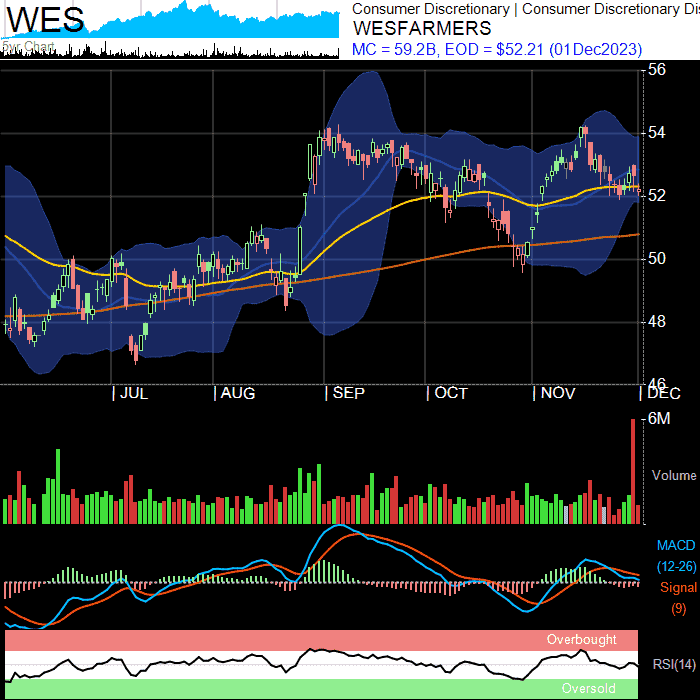 WES
5yr Chart
Consumer Discretionary | Consumer Discretionary Dis
WESFARMERS
MC = 59.2B, EOD = $52.21 (01Dec2023)
56
54
52
50
48
46
JUL AUG SEP OCT NOV DEC
6M
Volume
MACD
(12-26)
Signal
(9)
Overbought
RSI(14)
Oversold